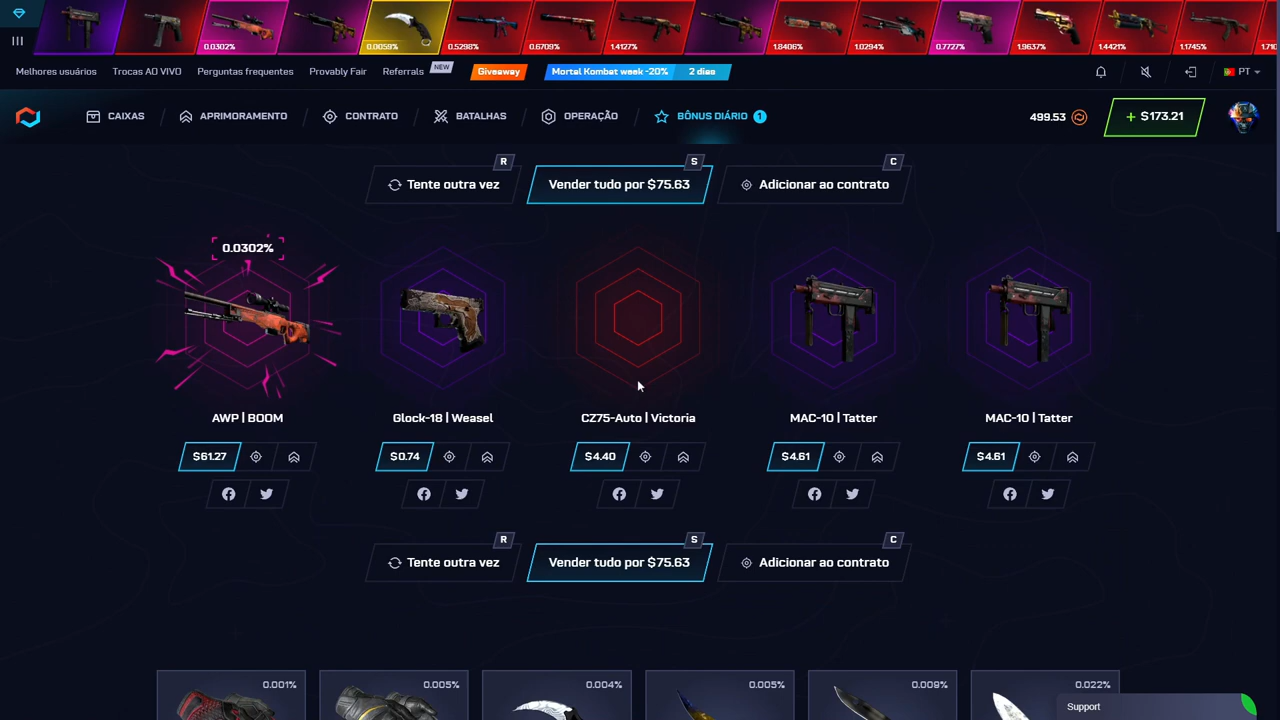 0.0302%
0.0059%
0.5298%
0.6709%
1.4127%
1.8406%
1.0294%
0.7727%
1.9637%
1.4421%
1.1745%
Melhores usuários
Trocas AO VIVO
Perguntas frequentes
Provably Fair
Referrals
NEW
Giveaway
Mortal Kombat week -20%
2 dias
PT
CAIXAS
APRIMORAMENTO
CONTRATO
BATALHAS
OPERAÇÃO
BÔNUS DIÁRIO
1
499.53
+ $173.21
R
Tente outra vez
S
Vender tudo por $75.63
C
Adicionar ao contrato
0.0302%
AWP | BOOM
Glock-18 | Weasel
CZ75-Auto | Victoria
MAC-10 | Tatter
MAC-10 | Tatter
$61.27
$0.74
$4.40
$4.61
$4.61
R
Tente outra vez
S
Vender tudo por $75.63
C
Adicionar ao contrato
0.001%
0.005%
0.004%
0.005%
0.009%
0.022%
Support